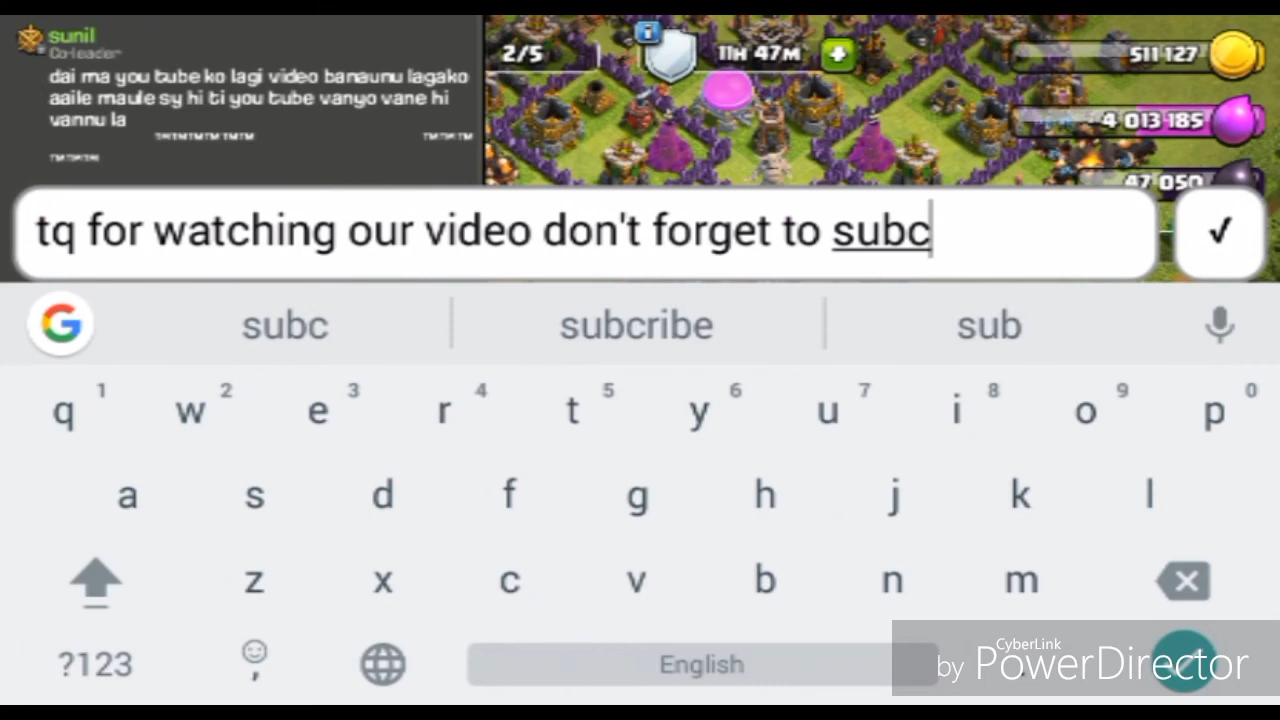 sunil
Co-leader
dai ma you tube ko lagi video banaunu lagako
aaile maule sy hi ti you tube vanyo vane hi
vannu la
2/5
11H 47M
511 127
4 013 185
47 050
tq for watching our video don't forget to subc
subc subcribe sub
q 1 w 2 e 3 r 4 t 5 y 6 u 7 i 8 o 9 p 0
a s d f g h j k l
z x c v b n m
?123 , English
CyberLink
by PowerDirector